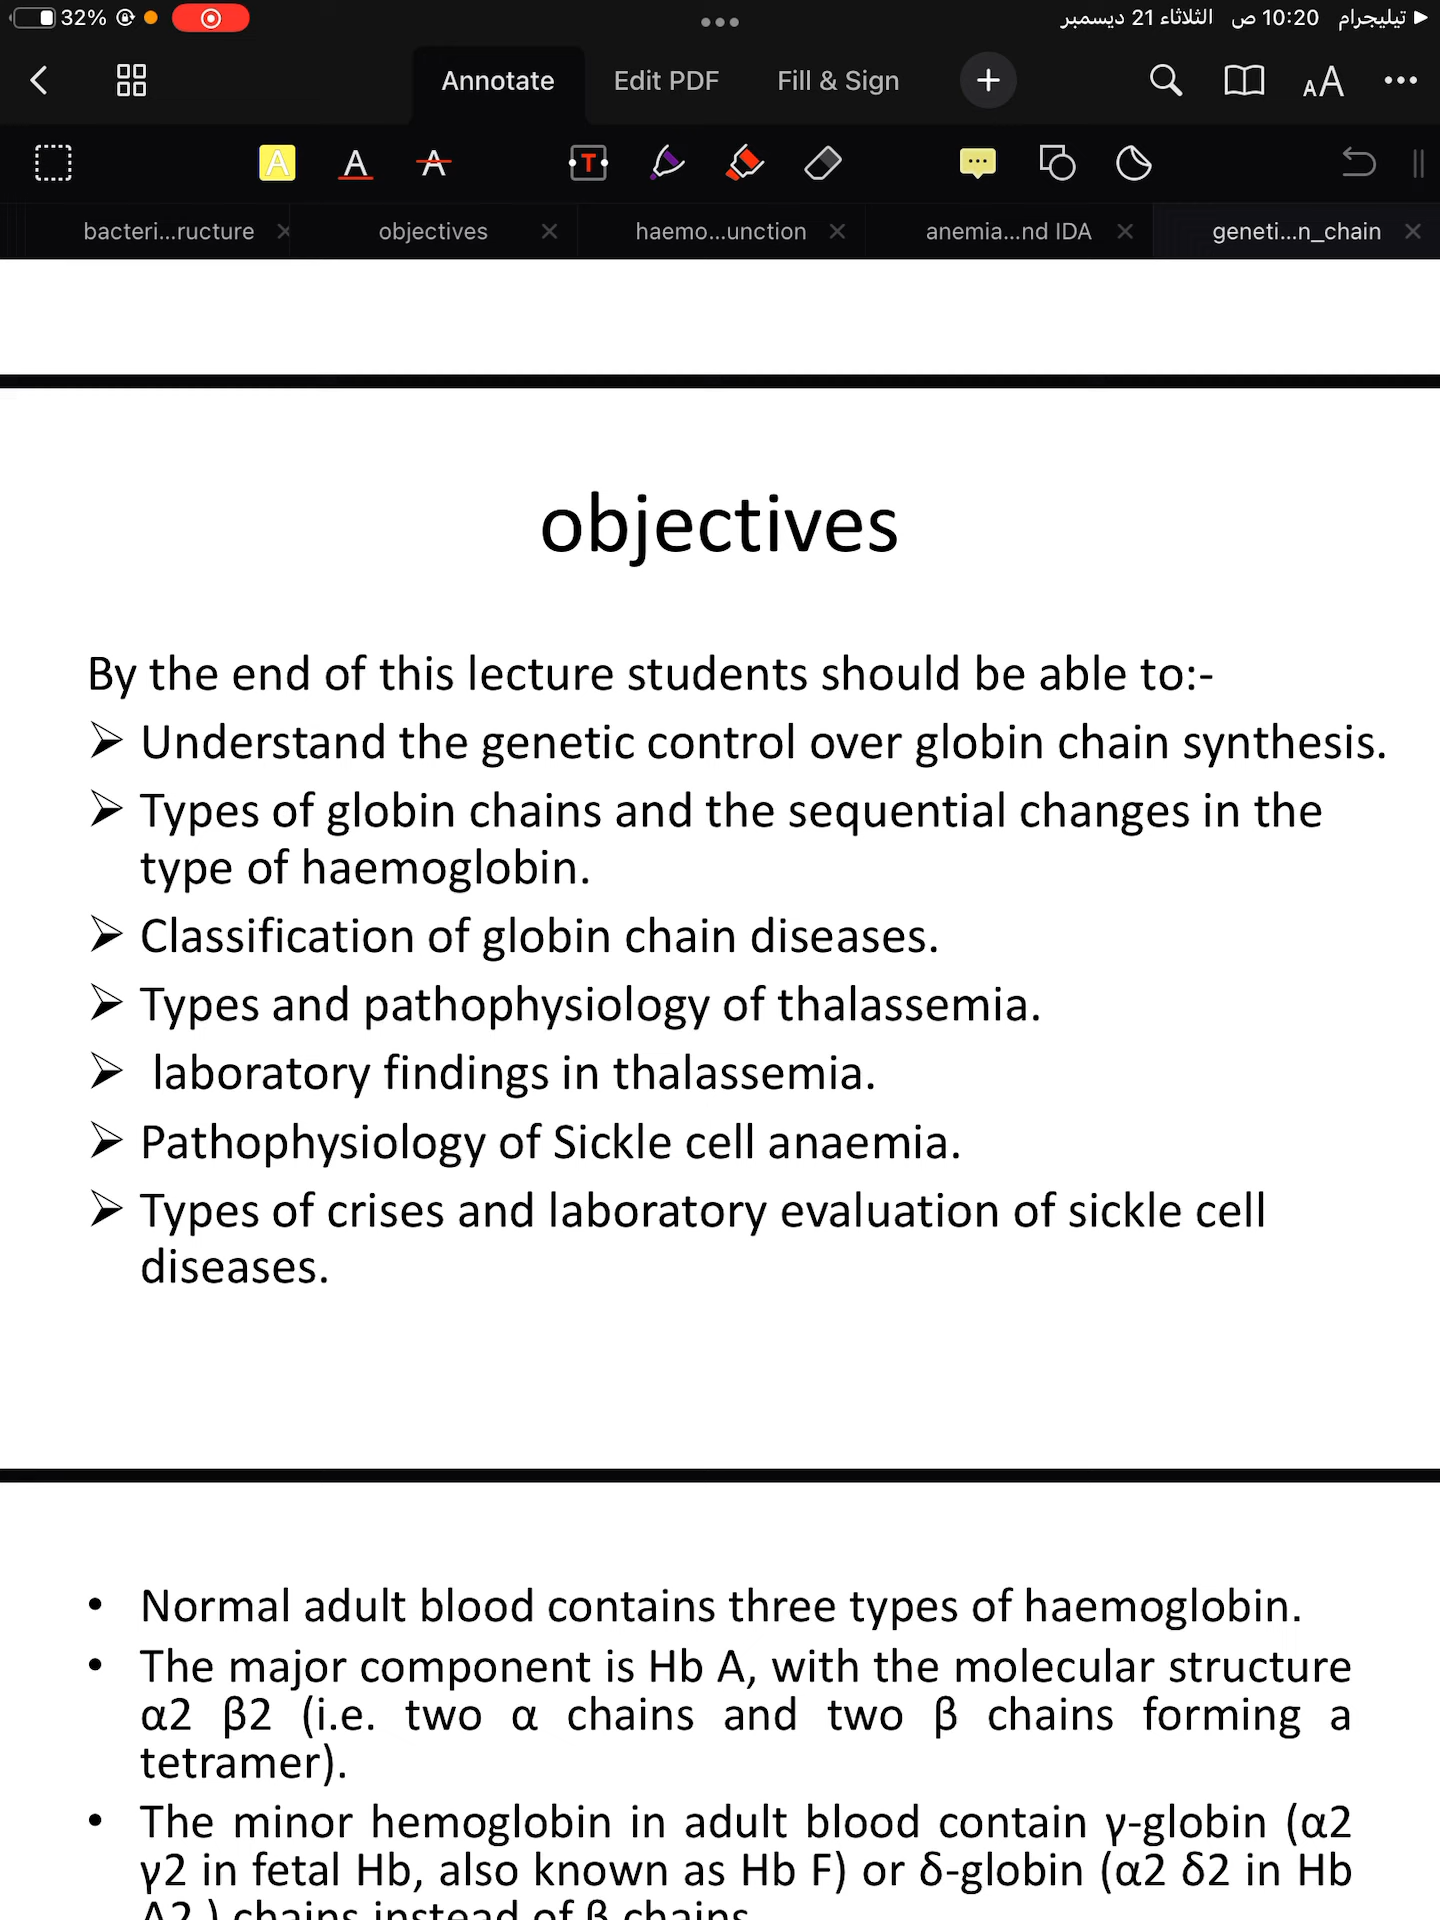 32%
الثلاثاء 21 ديسمبر 10:20 ص تيليجرام
Annotate Edit PDF Fill & Sign
bacteri...ructure objectives haemo...unction anemia...nd IDA geneti...n_chain
objectives
By the end of this lecture students should be able to:-
➢ Understand the genetic control over globin chain synthesis.
➢ Types of globin chains and the sequential changes in the
type of haemoglobin.
➢ Classification of globin chain diseases.
➢ Types and pathophysiology of thalassemia.
➢ laboratory findings in thalassemia.
➢ Pathophysiology of Sickle cell anaemia.
➢ Types of crises and laboratory evaluation of sickle cell
diseases.
• Normal adult blood contains three types of haemoglobin.
• The major component is Hb A, with the molecular structure
α2 β2 (i.e. two α chains and two β chains forming a
tetramer).
• The minor hemoglobin in adult blood contain γ-globin (α2
γ2 in fetal Hb, also known as Hb F) or δ-globin (α2 δ2 in Hb
A2 ) chains instead of β chains.